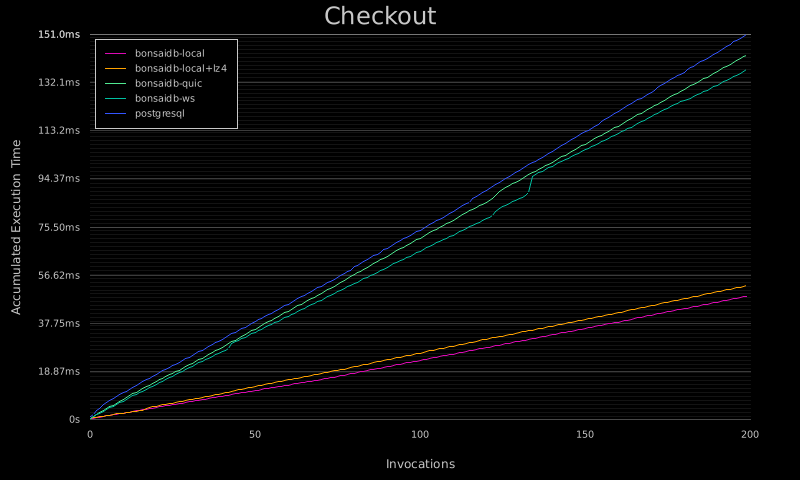 Checkout
151.0ms
132.1ms
113.2ms
94.37ms
75.50ms
56.62ms
37.75ms
18.87ms
0s
Accumulated Execution Time
bonsaidb-local
bonsaidb-local+lz4
bonsaidb-quic
bonsaidb-ws
postgresql
0 50 100 150 200
Invocations